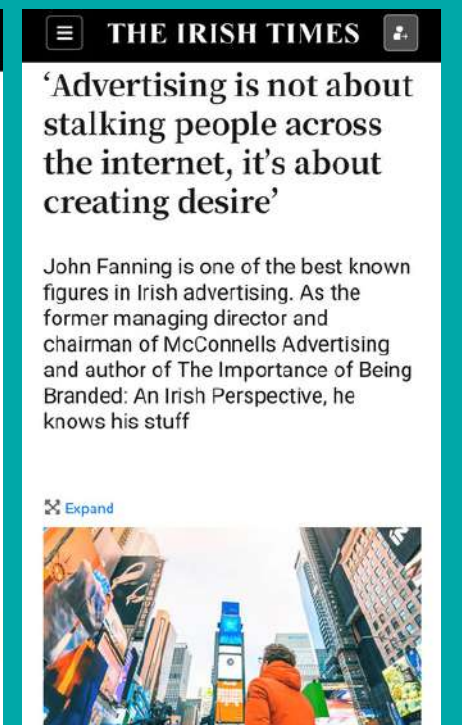 THE IRISH TIMES
‘Advertising is not about
stalking people across
the internet, it’s about
creating desire’
John Fanning is one of the best known
figures in Irish advertising. As the
former managing director and
chairman of McConnells Advertising
and author of The Importance of Being
Branded: An Irish Perspective, he
knows his stuff
Expand